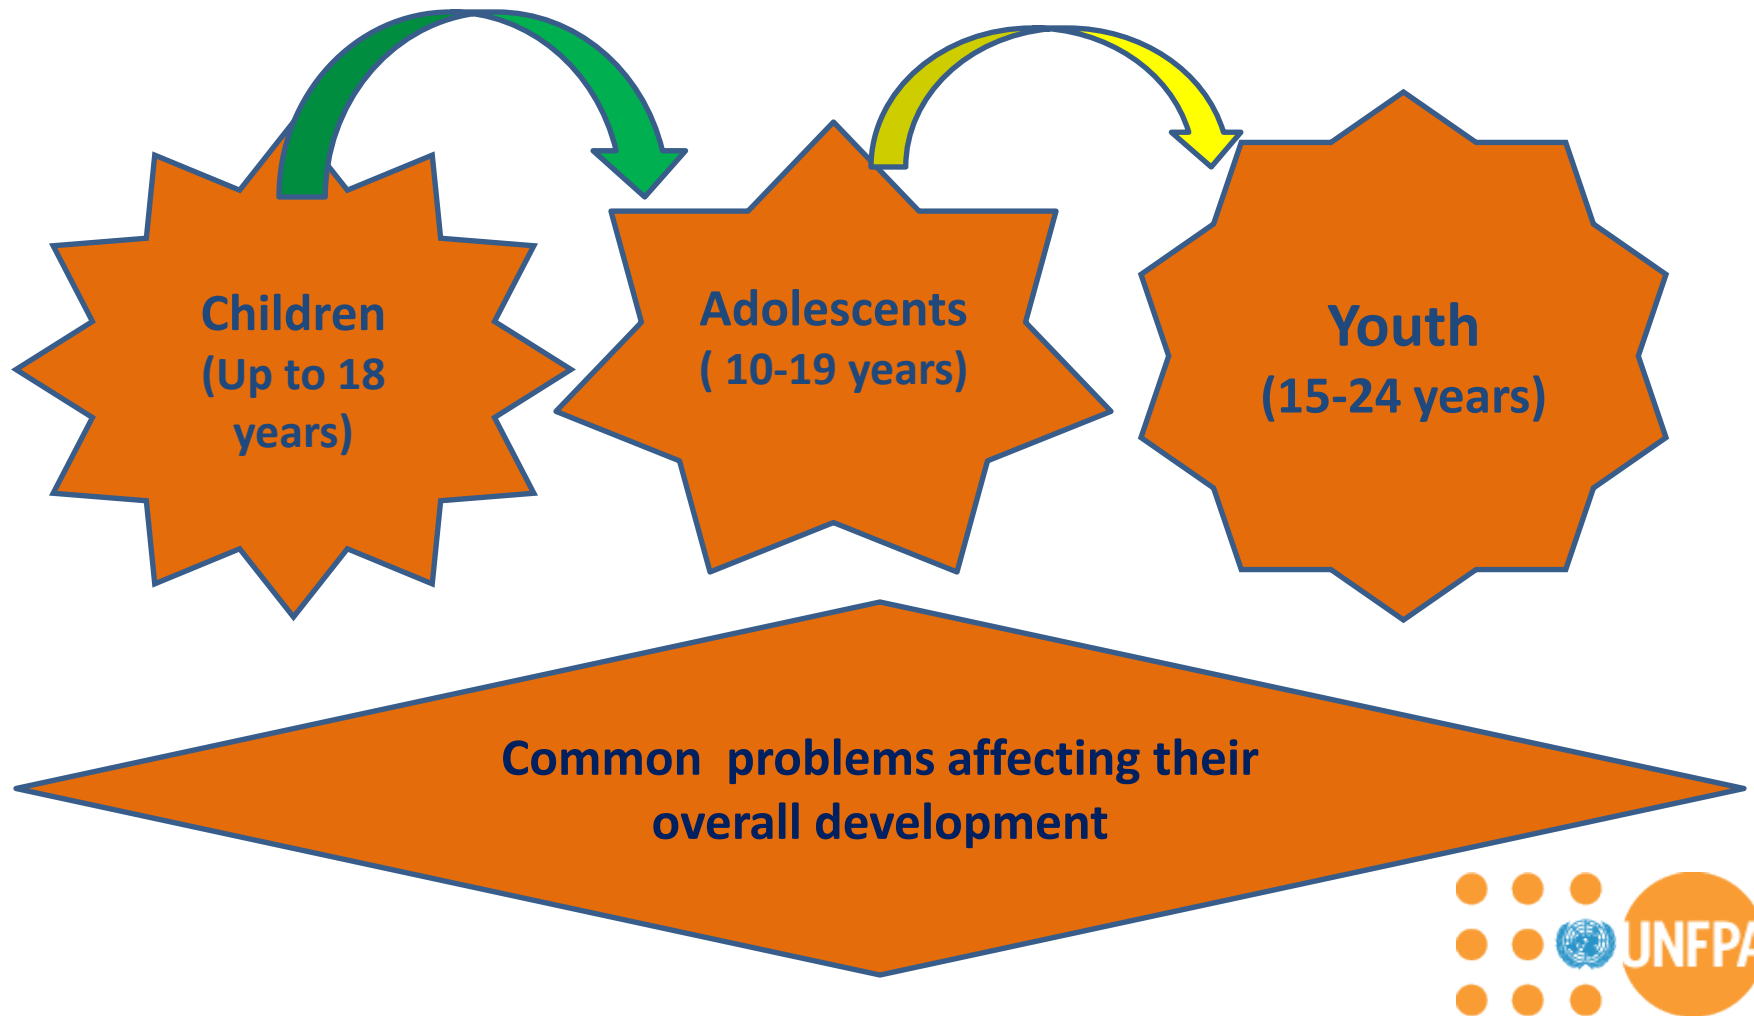 Children
(Up to 18
years)
Adolescents
( 10-19 years)
Youth
(15-24 years)
Common  problems affecting their
overall development
UNFPA